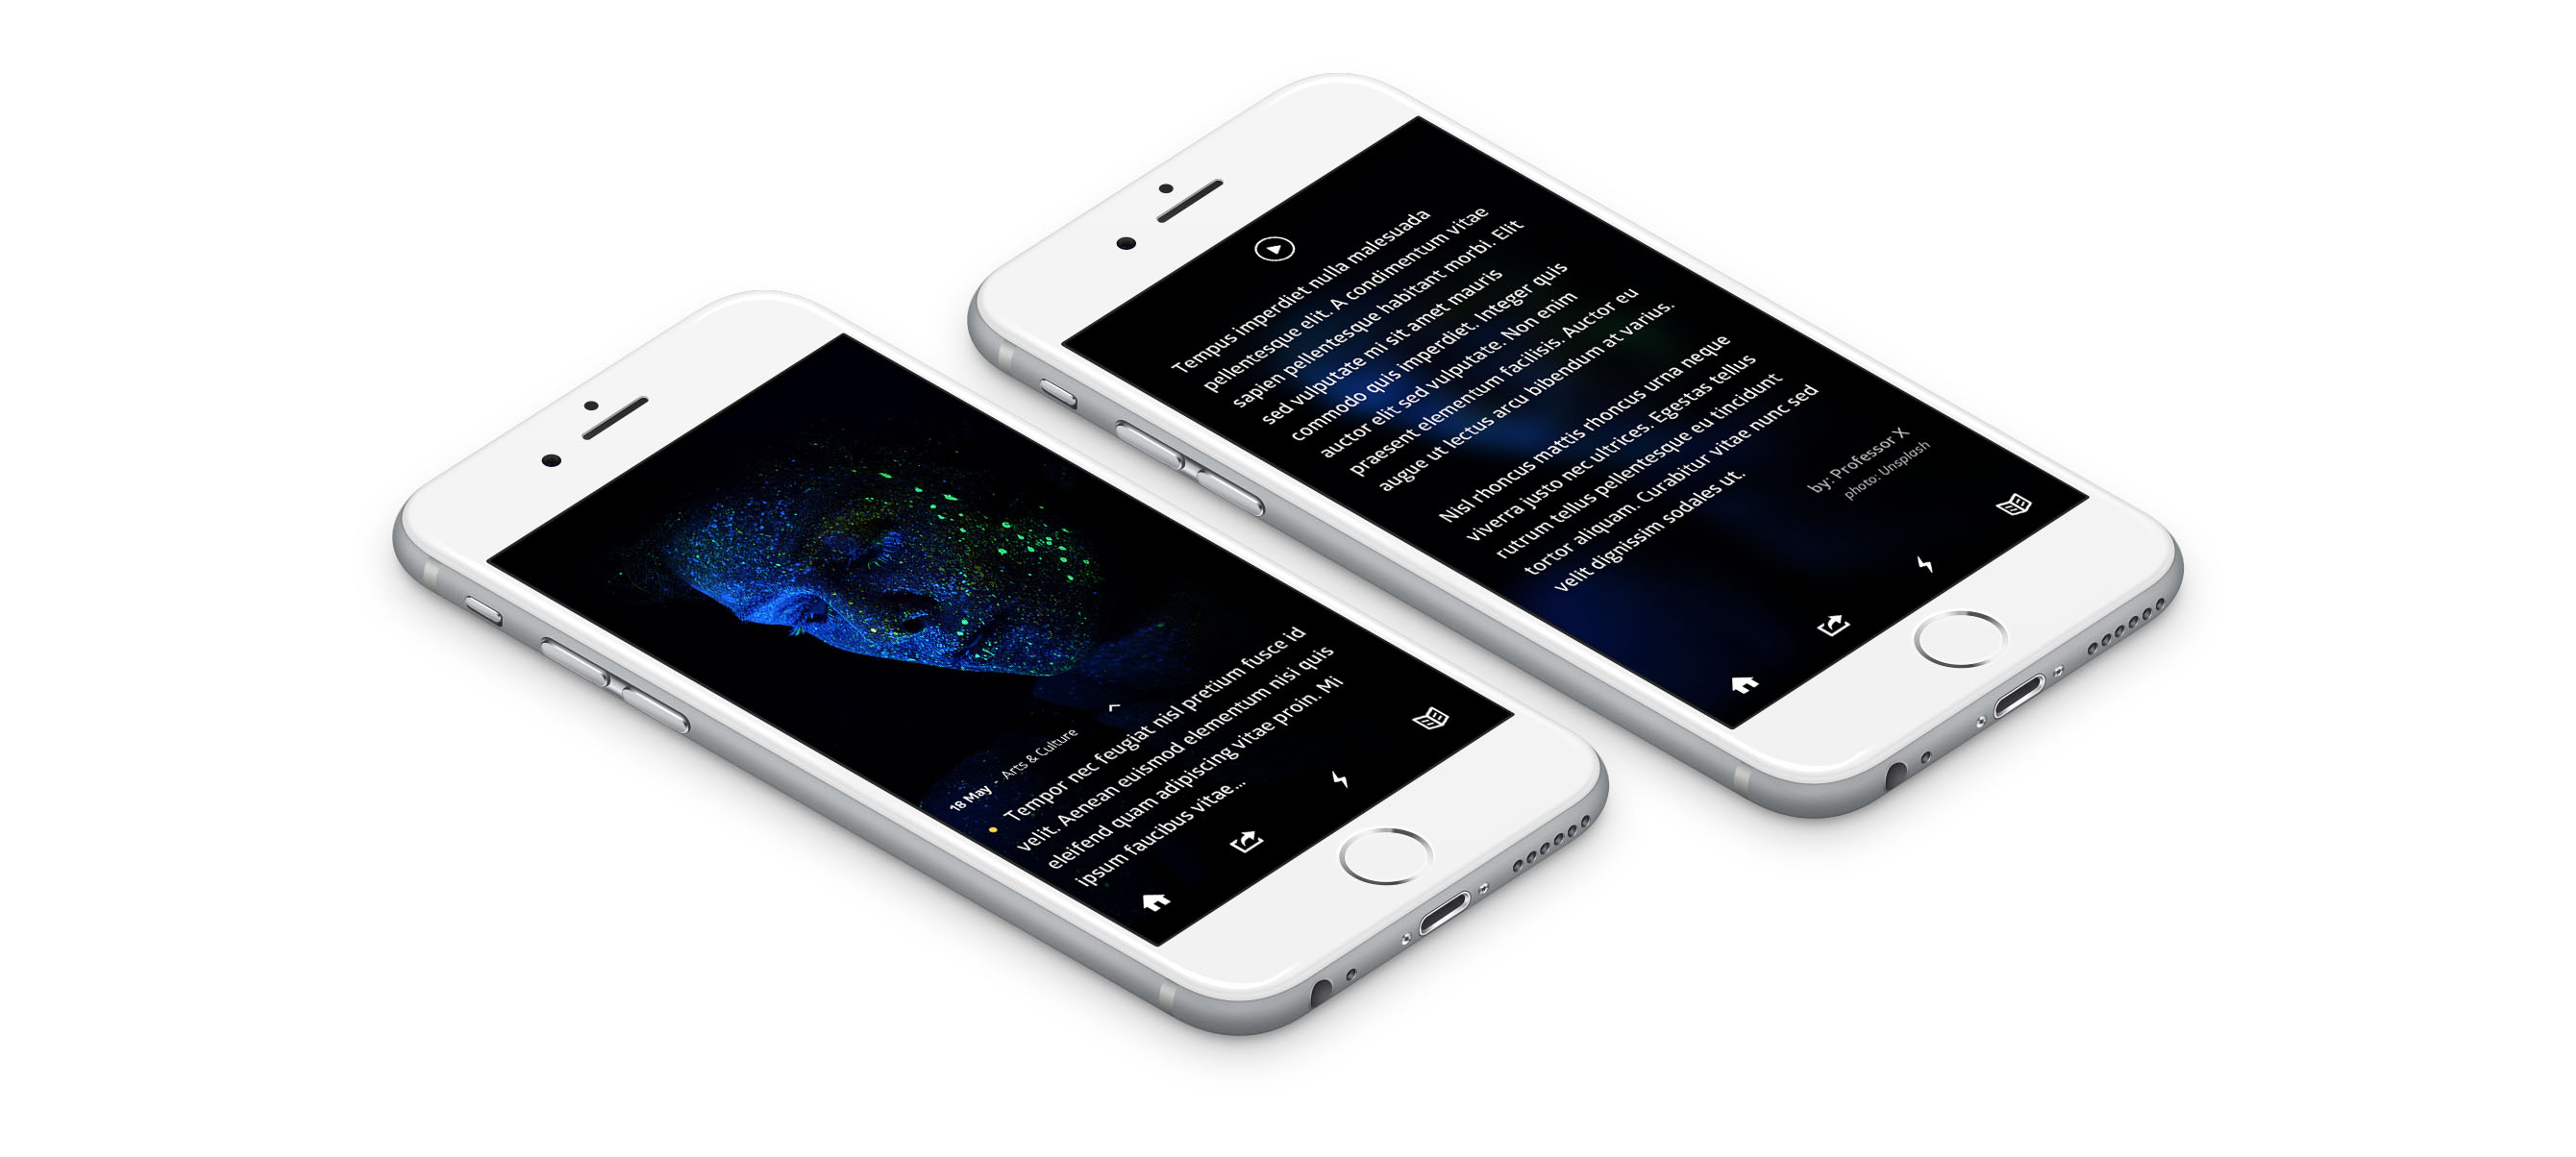 18 May - Arts & Culture
Tempor nec feugiat nisl pretium fusce id
velit. Aenean euismod elementum nisi quis
eleifend quam adipiscing vitae proin. Mi
ipsum faucibus vitae...
Tempus imperdiet nulla malesuada
pellentesque elit. A condimentum vitae
sapien pellentesque habitant morbi. Elit
sed vulputate mi sit amet mauris
commodo quis imperdiet. Integer quis
auctor elit sed vulputate. Non enim
praesent elementum facilisis. Auctor eu
augue ut lectus arcu bibendum at varius.
Nisl rhoncus mattis rhoncus urna neque
viverra justo nec ultrices. Egestas tellus
rutrum tellus pellentesque eu tincidunt
tortor aliquam. Curabitur vitae nunc sed
velit dignissim sodales ut.
by: Professor X
photo: Unsplash